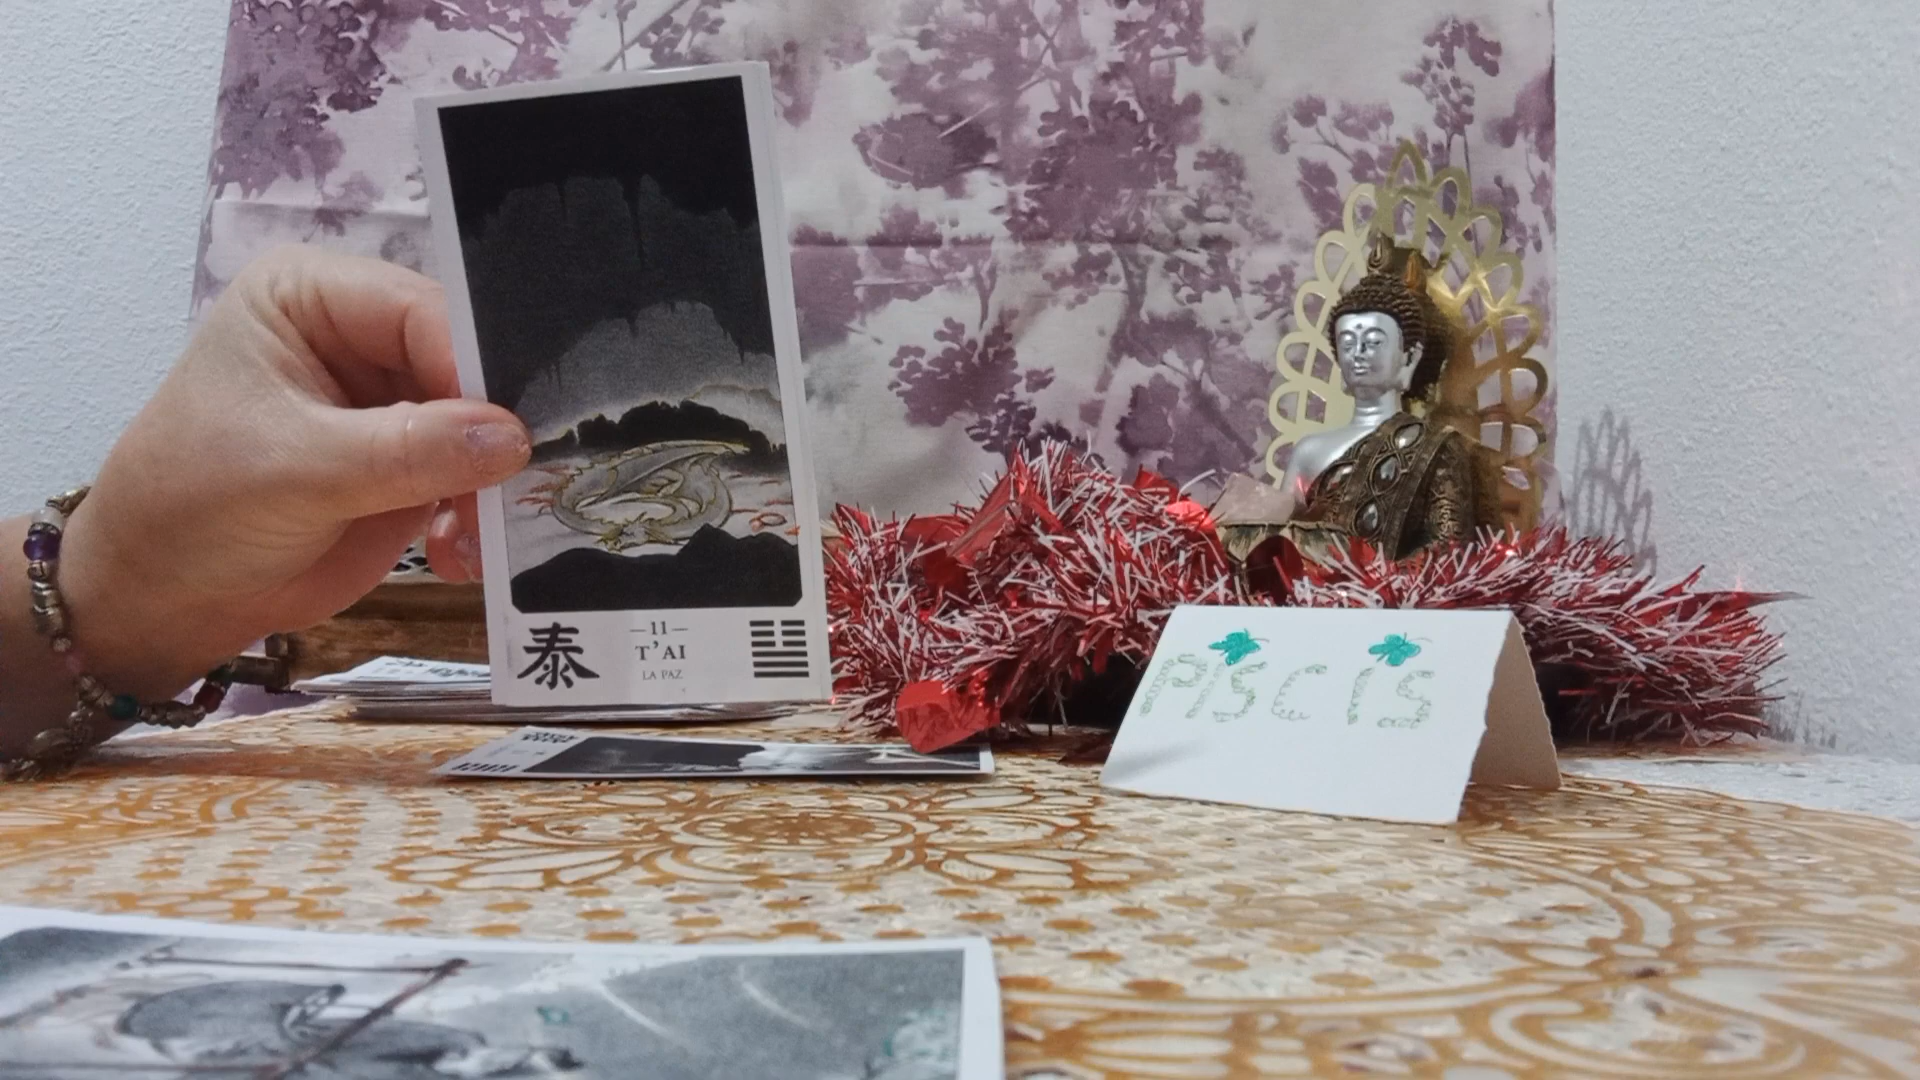 泰
—11—
T'AI
LA PAZ
PISCIS